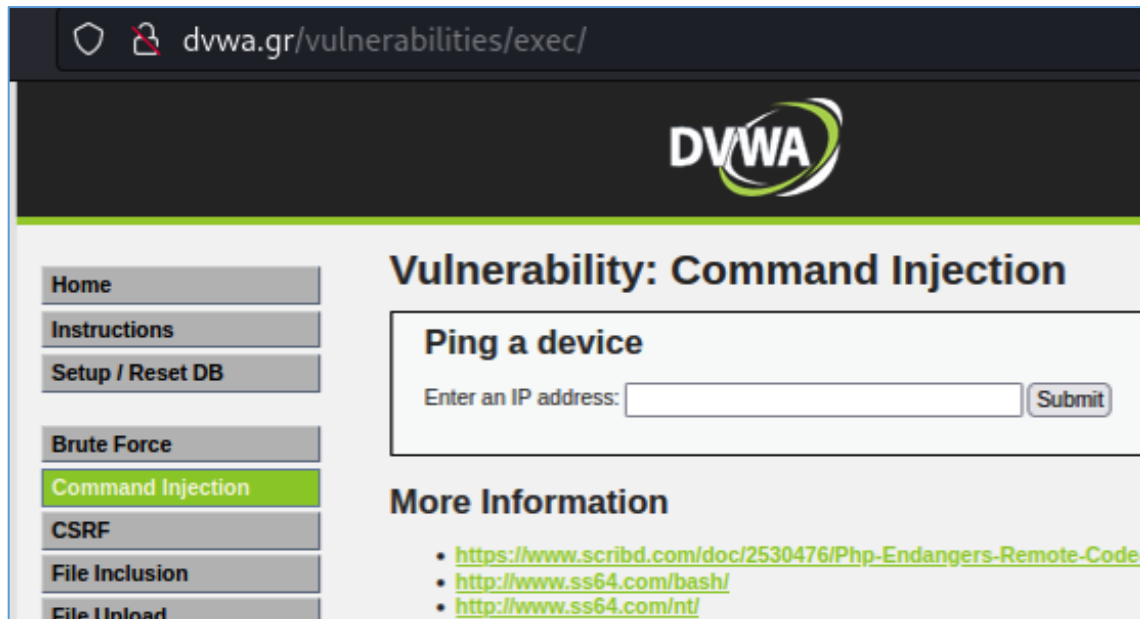 dvwa.gr/vulnerabilities/exec/
DVWA
Home
Instructions
Setup / Reset DB
Brute Force
Command Injection
CSRF
File Inclusion
File Upload
Vulnerability: Command Injection
Ping a device
Enter an IP address:
Submit
More Information
• https://www.scribd.com/doc/2530476/Php-Endangers-Remote-Code-
• http://www.ss64.com/bash/
• http://www.ss64.com/nt/